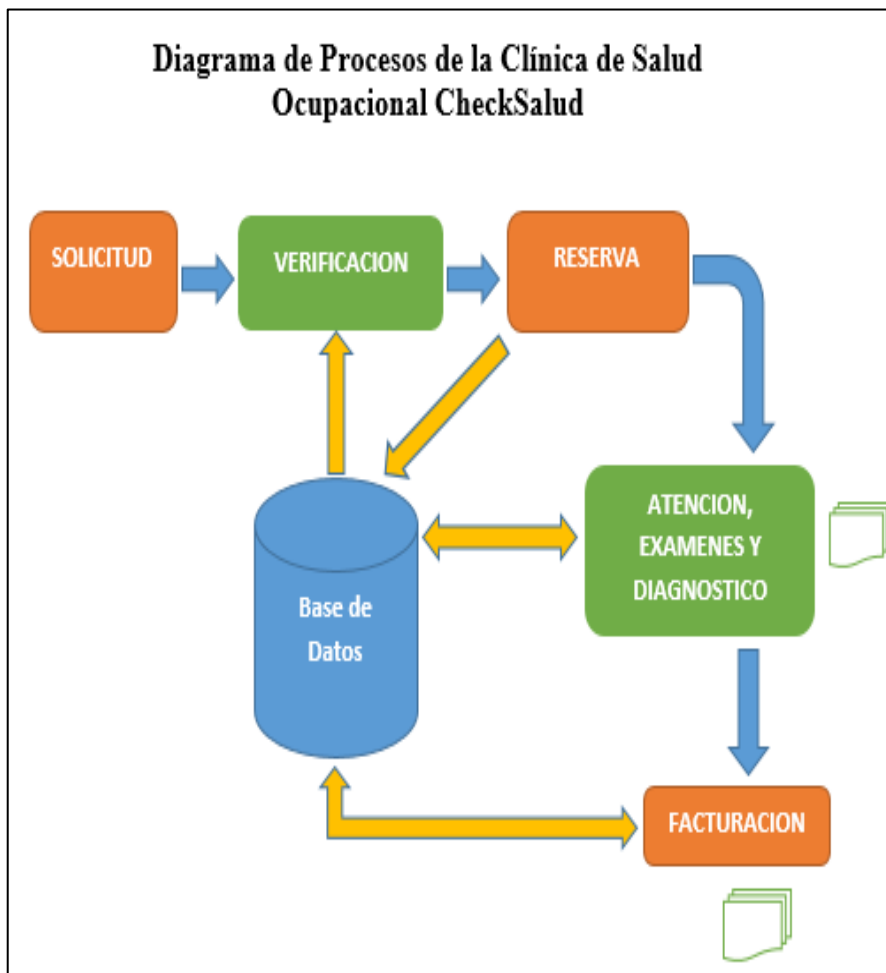 Diagrama de Procesos de la Clínica de Salud
Ocupacional CheckSalud
SOLICITUD
VERIFICACION
RESERVA
ATENCION,
EXAMENES Y
DIAGNOSTICO
Base de
Datos
FACTURACION